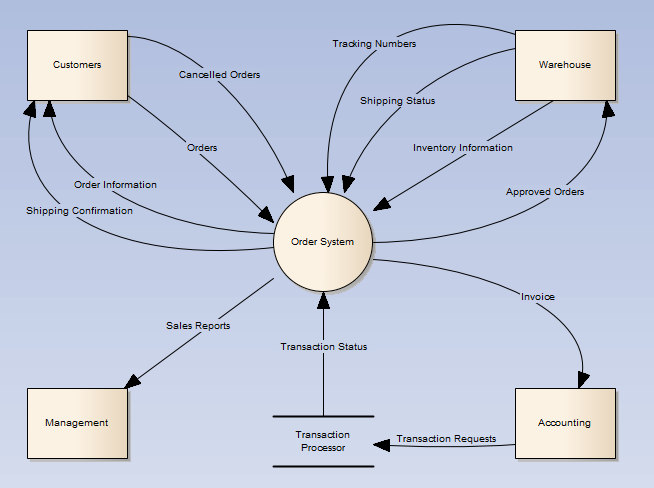 Tracking Numbers
Customers
Warehouse
Cancelled Orders
Shipping Status
Orders
Inventory Information
Order Information
Approved Orders
Shipping Confirmation
Order System
Invoice
Sales Reports
Transaction Status
Management
Accounting
Transaction
Processor
Transaction Requests